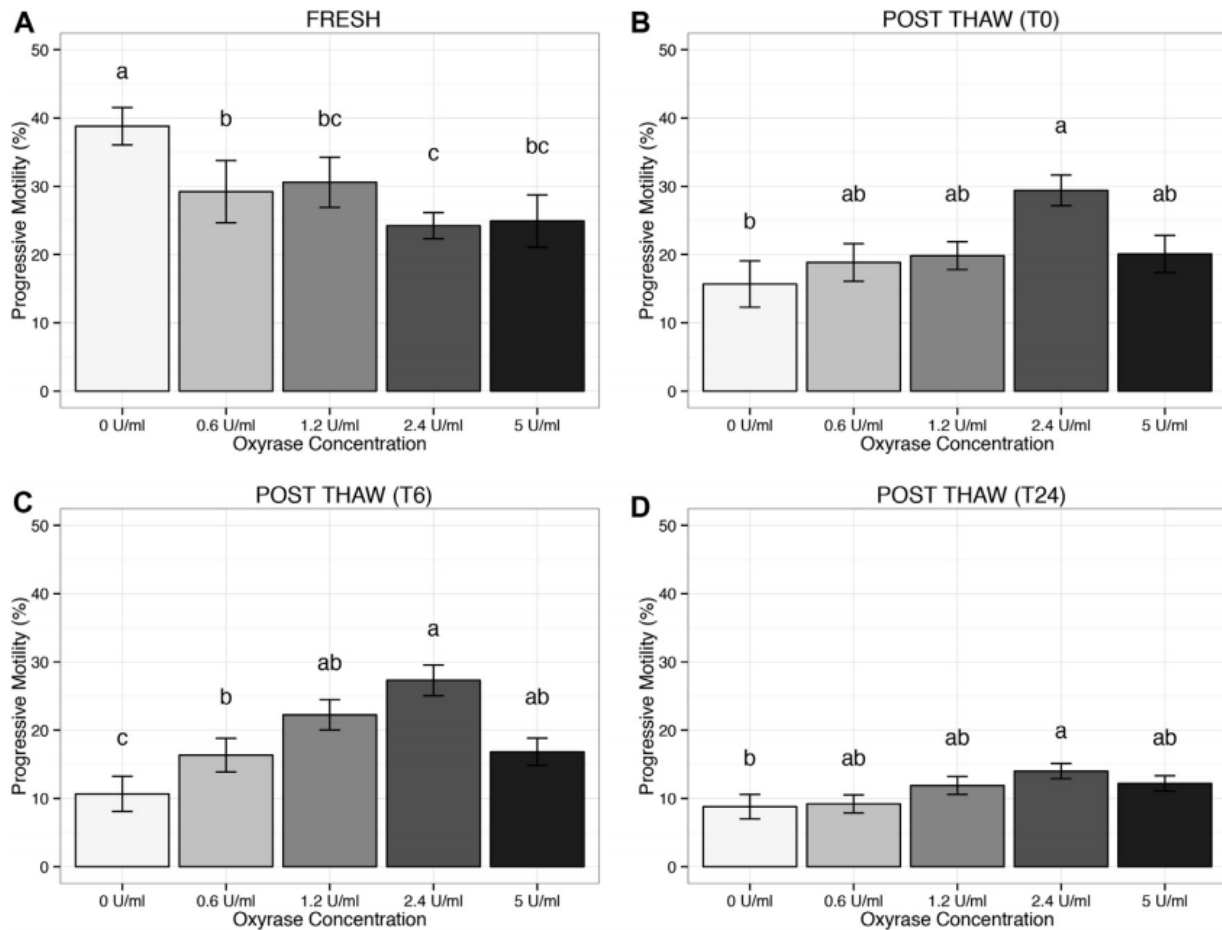 A
FRESH
Progressive Motility (%)
50
40
30
20
10
0
a
b
bc
c
bc
0 U/ml
0.6 U/ml
1.2 U/ml
2.4 U/ml
5 U/ml
Oxyrase Concentration
B
POST THAW (T0)
Progressive Motility (%)
50
40
30
20
10
0
b
ab
ab
a
ab
0 U/ml
0.6 U/ml
1.2 U/ml
2.4 U/ml
5 U/ml
Oxyrase Concentration
C
POST THAW (T6)
Progressive Motility (%)
50
40
30
20
10
0
c
b
ab
a
ab
0 U/ml
0.6 U/ml
1.2 U/ml
2.4 U/ml
5 U/ml
Oxyrase Concentration
D
POST THAW (T24)
Progressive Motility (%)
50
40
30
20
10
0
b
ab
ab
a
ab
0 U/ml
0.6 U/ml
1.2 U/ml
2.4 U/ml
5 U/ml
Oxyrase Concentration